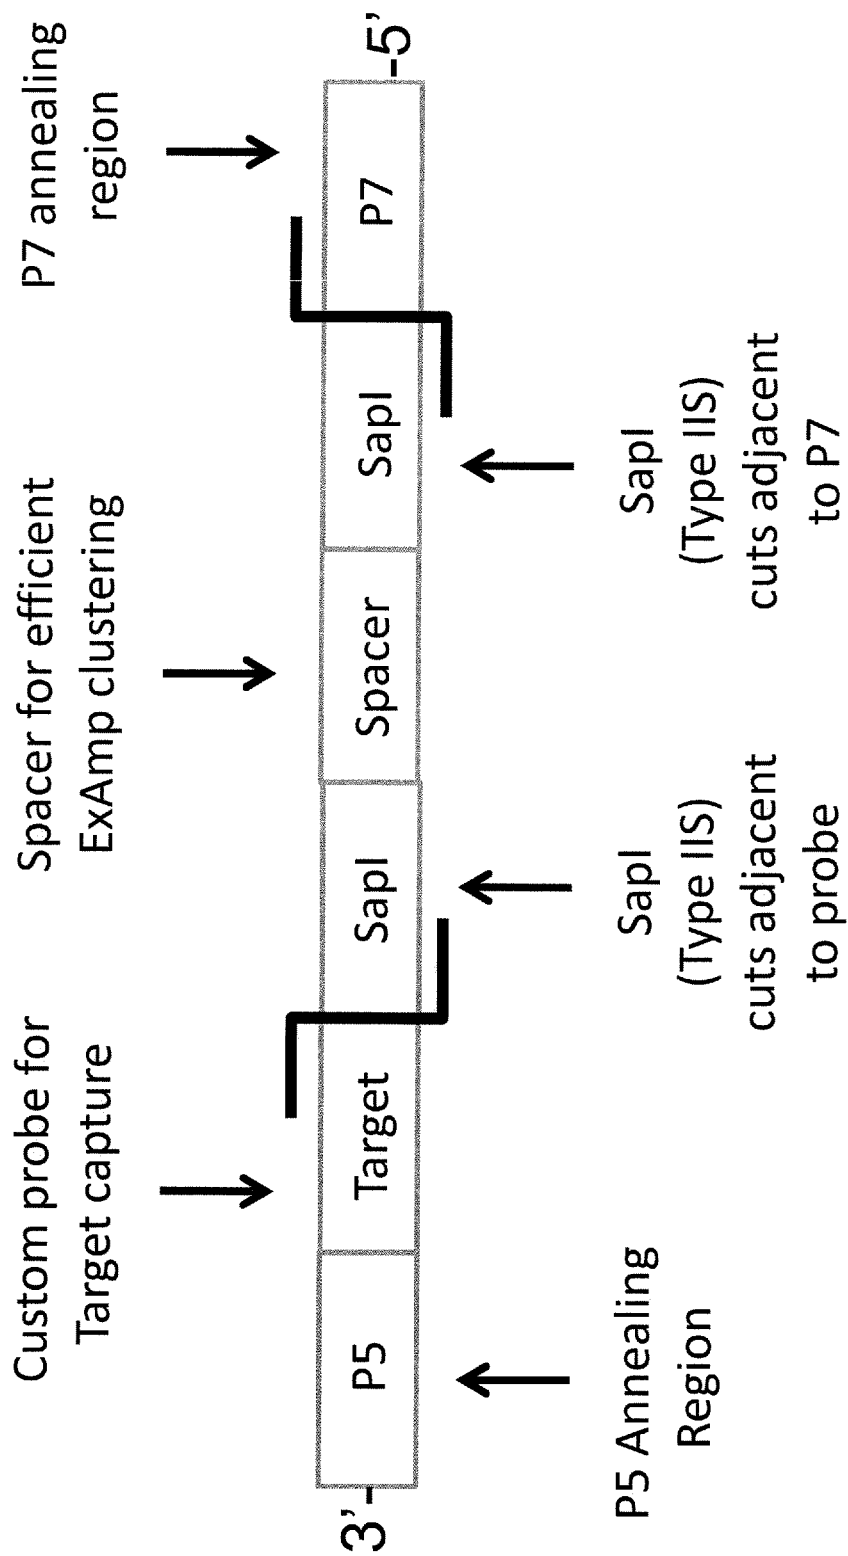 Custom probe for
Target capture
Spacer for efficient
ExAmp clustering
P7 annealing
region
3’-
P5
Target
SapI
Spacer
SapI
P7
-5’
P5 Annealing
Region
SapI
(Type IIS)
cuts adjacent
to probe
SapI
(Type IIS)
cuts adjacent
to P7